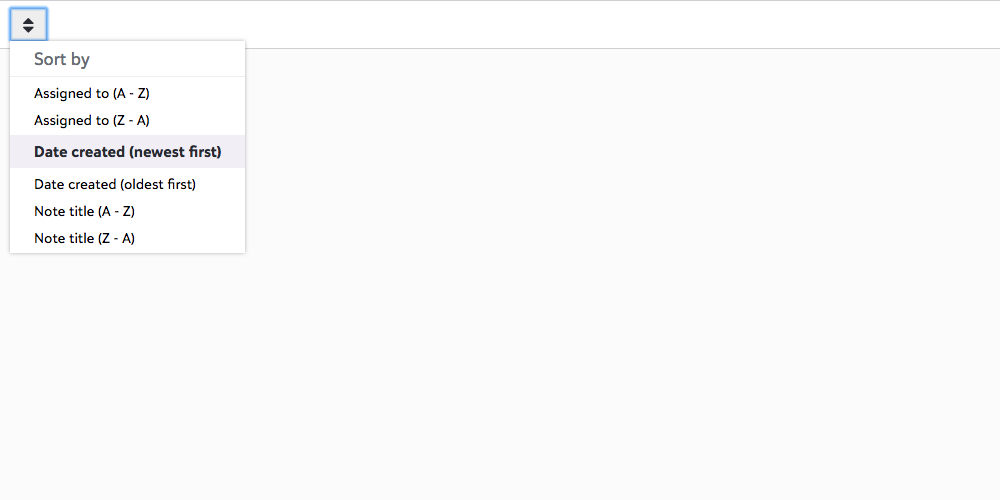 Sort by
Assigned to (A - Z)
Assigned to (Z - A)
Date created (newest first)
Date created (oldest first)
Note title (A - Z)
Note title (Z - A)